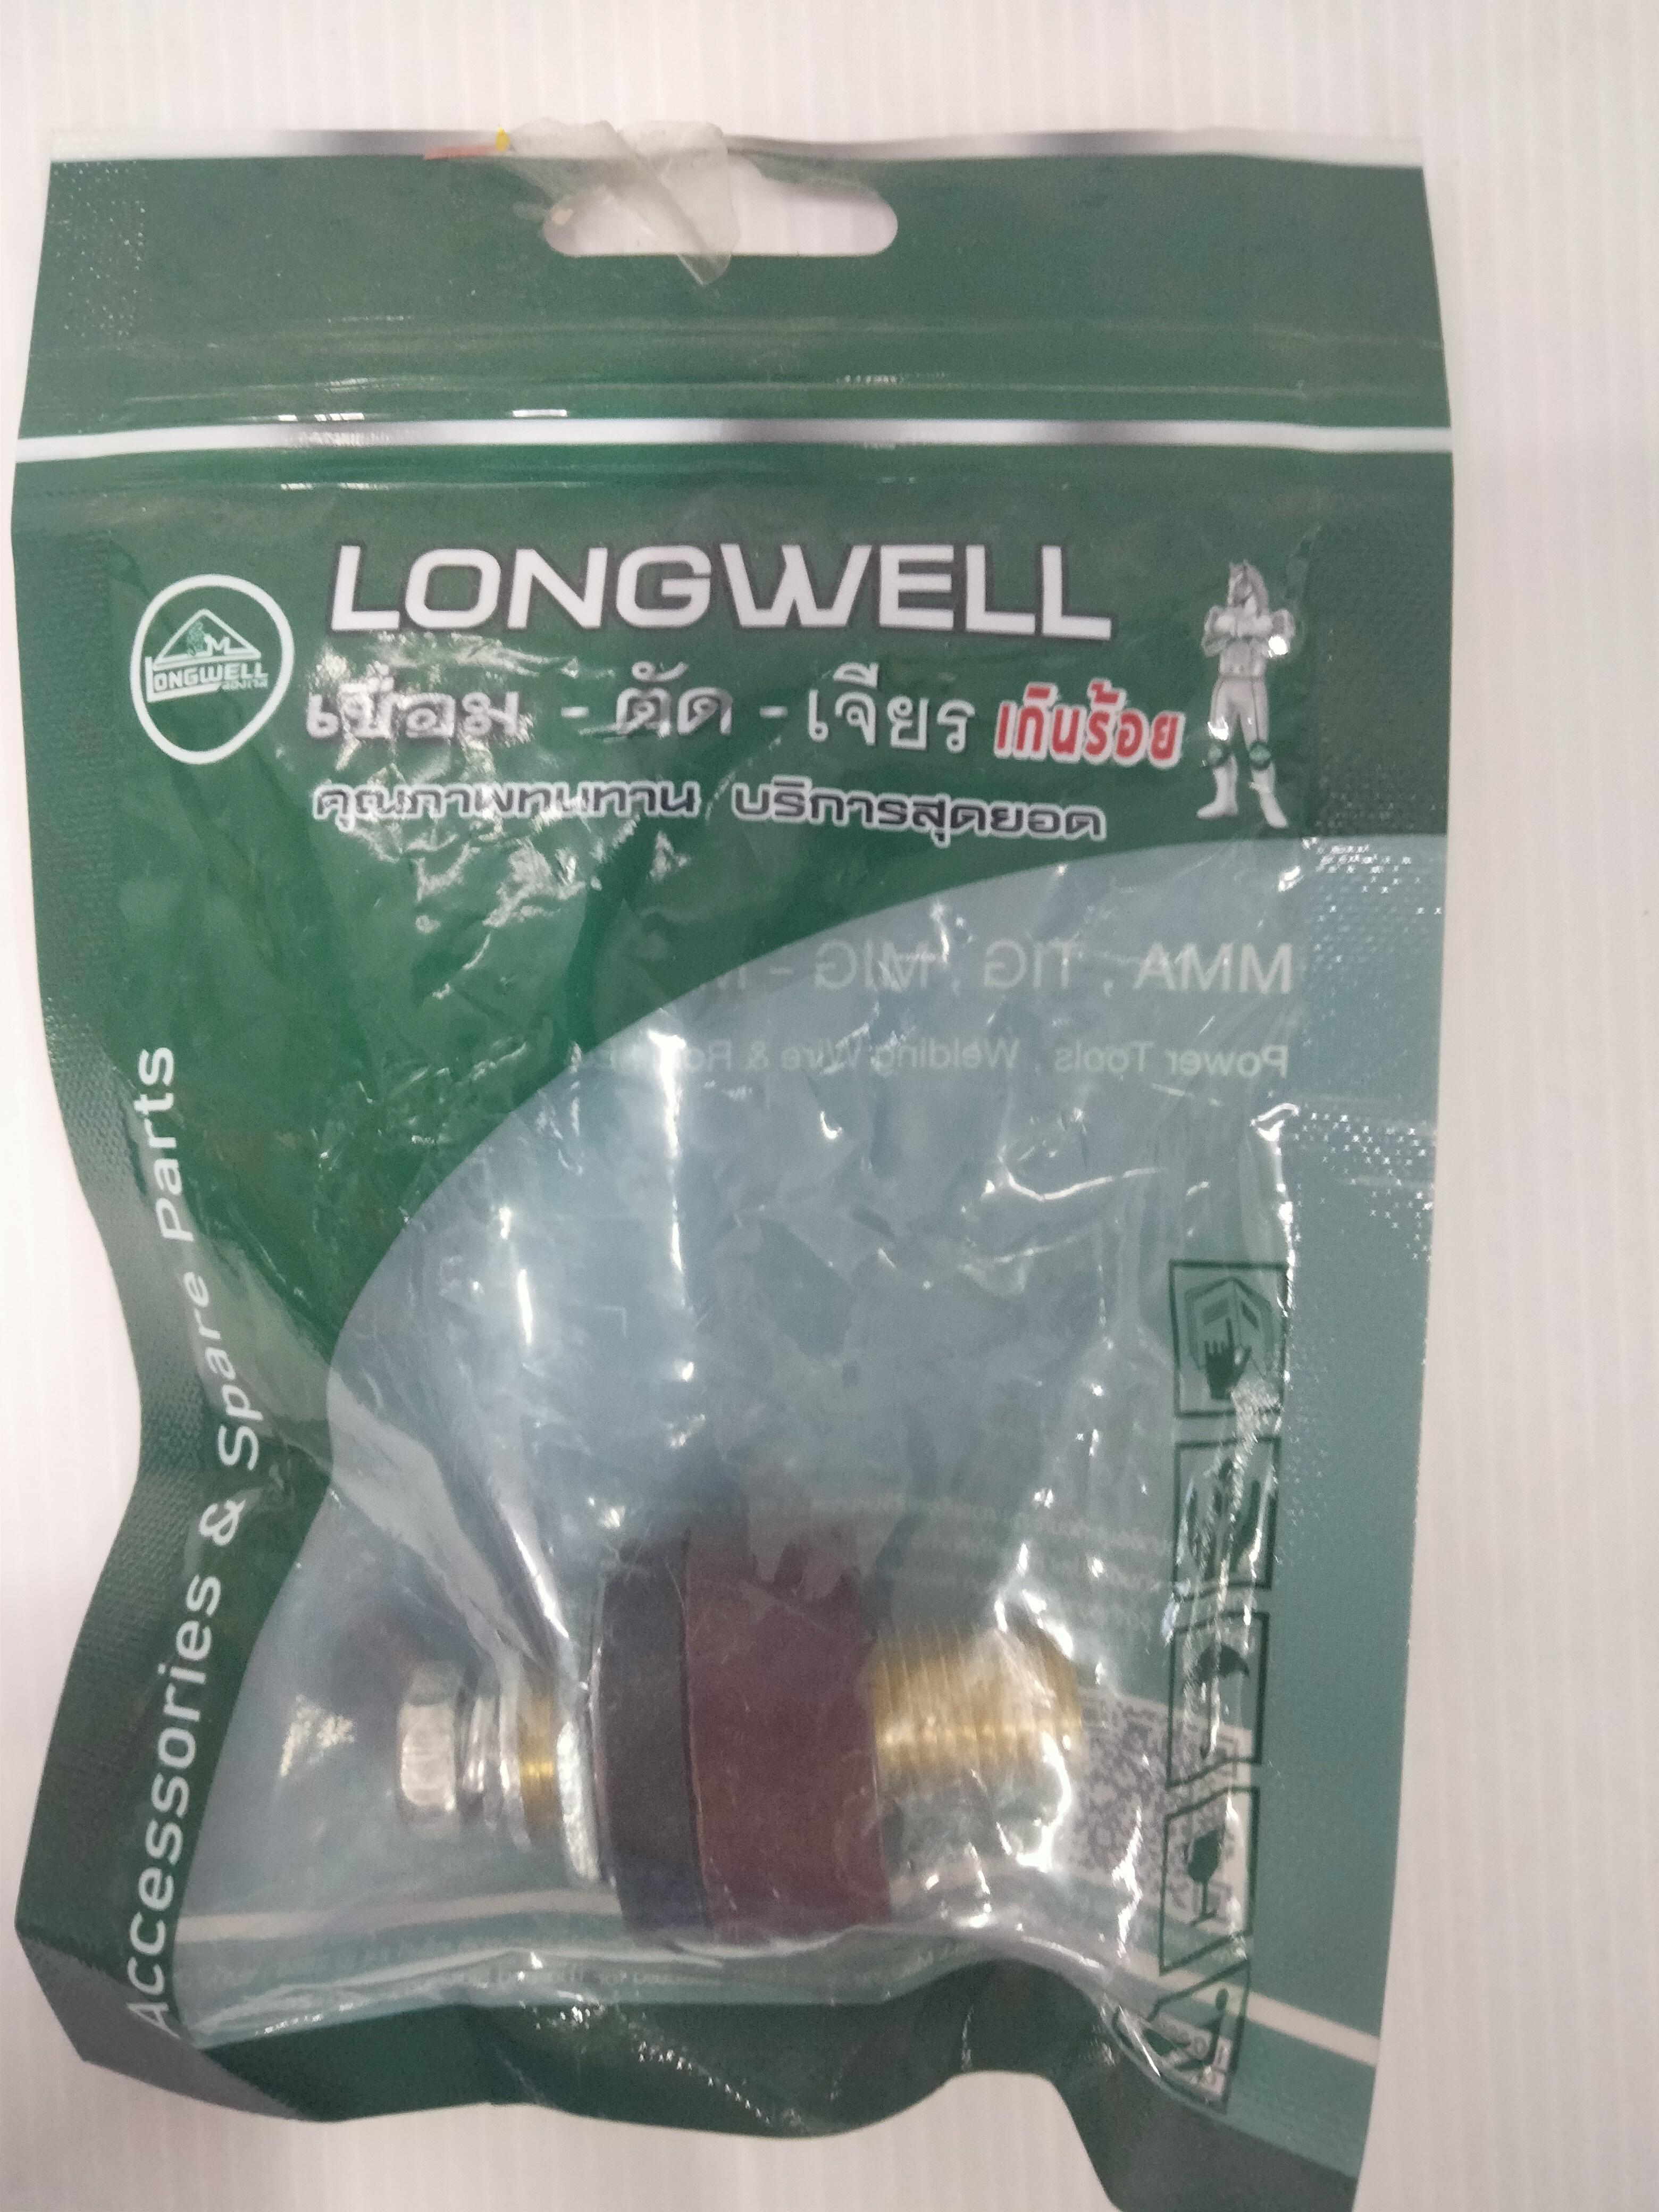 LONGWELL
M
LONGWELL
เชื่อม - ตัด - เจียร เกินร้อย
คุณภาพทนทาน บริการสุดยอด
MMA , TIG , MIG -
Power Tools , Welding Wire &
Accessories & Spare Parts